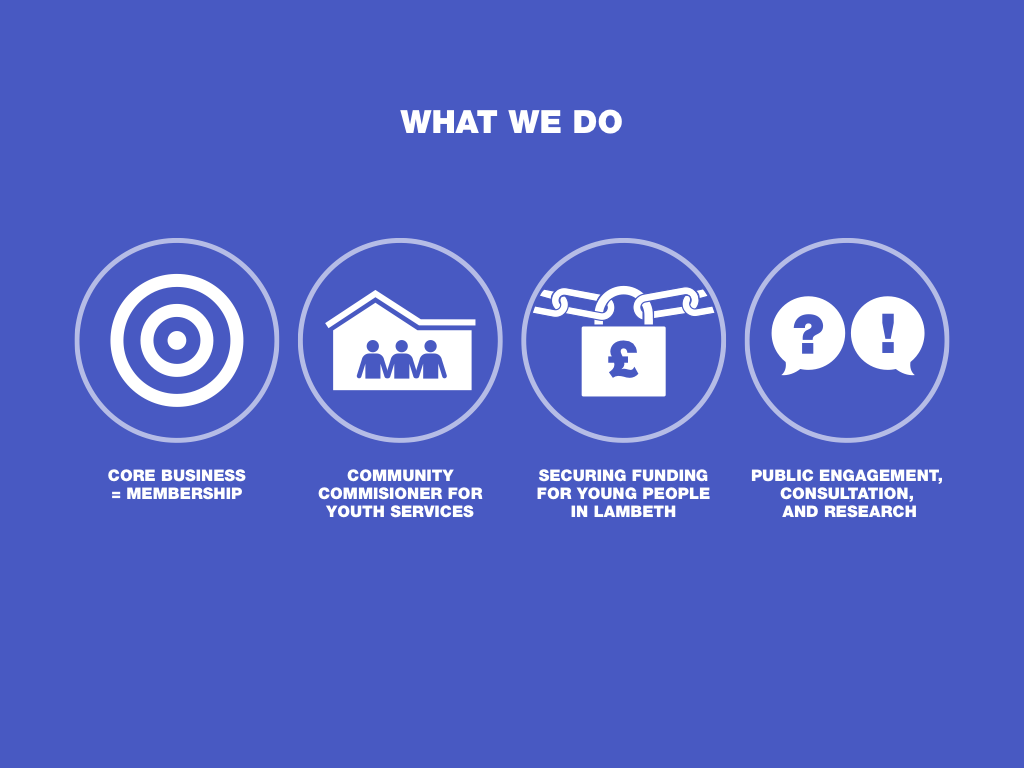 WHAT WE DO
£
?
!
CORE BUSINESS
= MEMBERSHIP
COMMUNITY
COMMISIONER FOR
YOUTH SERVICES
SECURING FUNDING
FOR YOUNG PEOPLE
IN LAMBETH
PUBLIC ENGAGEMENT,
CONSULTATION,
AND RESEARCH